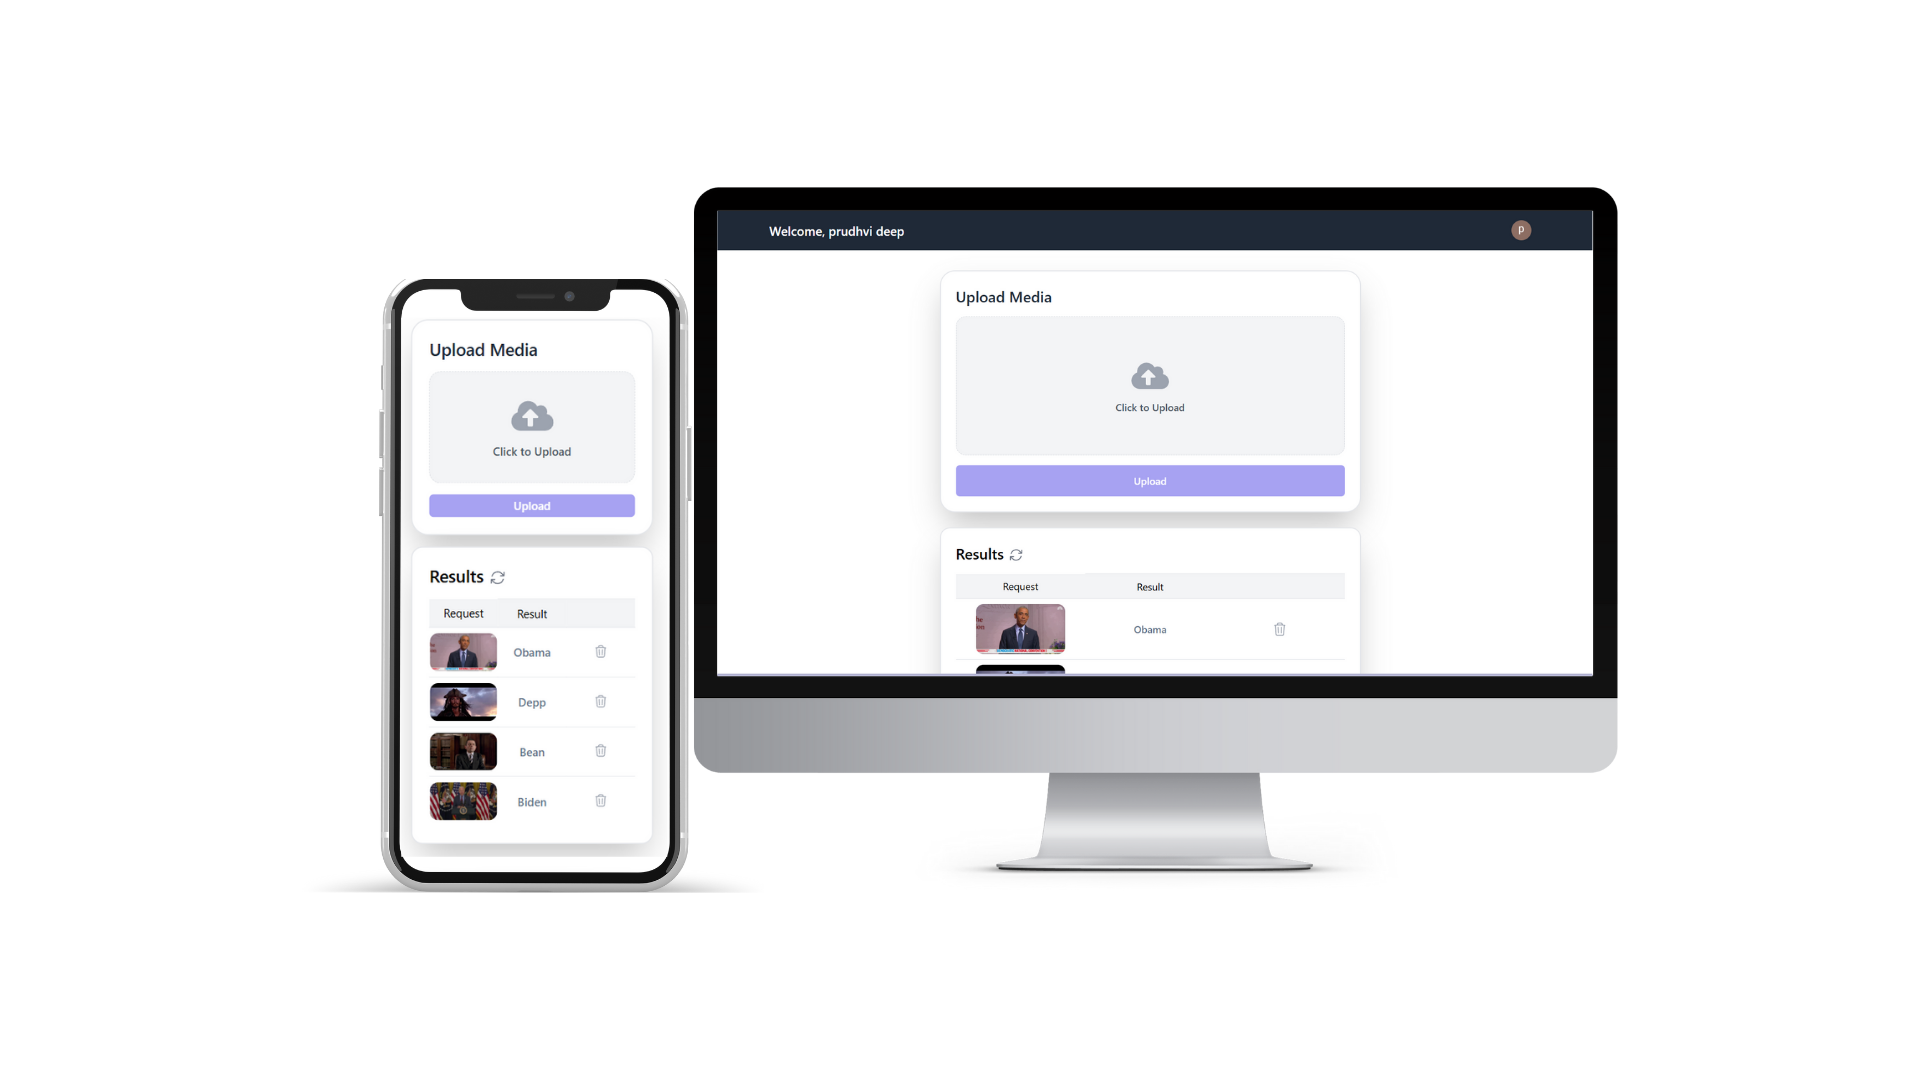 Upload Media
Click to Upload
Upload
Results
Request Result
Obama
Depp
Bean
Biden
Welcome, prudhvi deep
P
Upload Media
Click to Upload
Upload
Results
Request Result
Obama